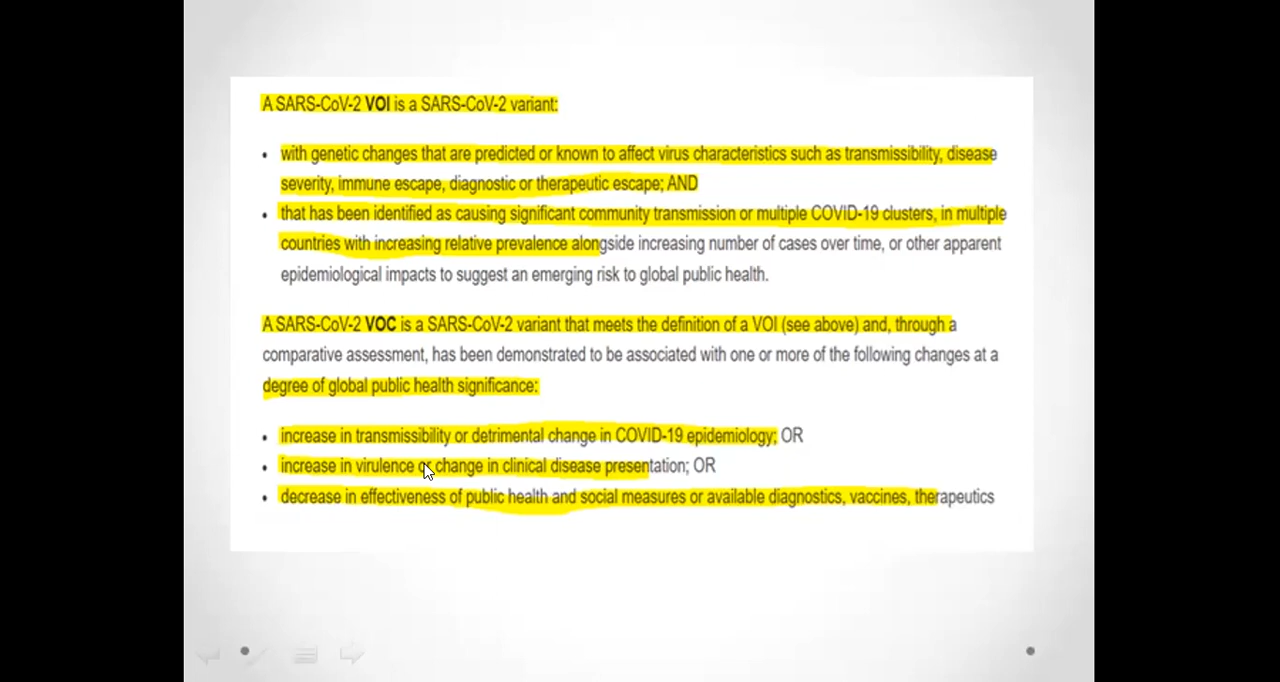 A SARS-CoV-2 VOI is a SARS-CoV-2 variant:
• with genetic changes that are predicted or known to affect virus characteristics such as transmissibility, disease
severity, immune escape, diagnostic or therapeutic escape; AND
• that has been identified as causing significant community transmission or multiple COVID-19 clusters, in multiple
countries with increasing relative prevalence alongside increasing number of cases over time, or other apparent
epidemiological impacts to suggest an emerging risk to global public health.
A SARS-CoV-2 VOC is a SARS-CoV-2 variant that meets the definition of a VOI (see above) and, through a
comparative assessment, has been demonstrated to be associated with one or more of the following changes at a
degree of global public health significance:
• increase in transmissibility or detrimental change in COVID-19 epidemiology; OR
• increase in virulence or change in clinical disease presentation; OR
• decrease in effectiveness of public health and social measures or available diagnostics, vaccines, therapeutics